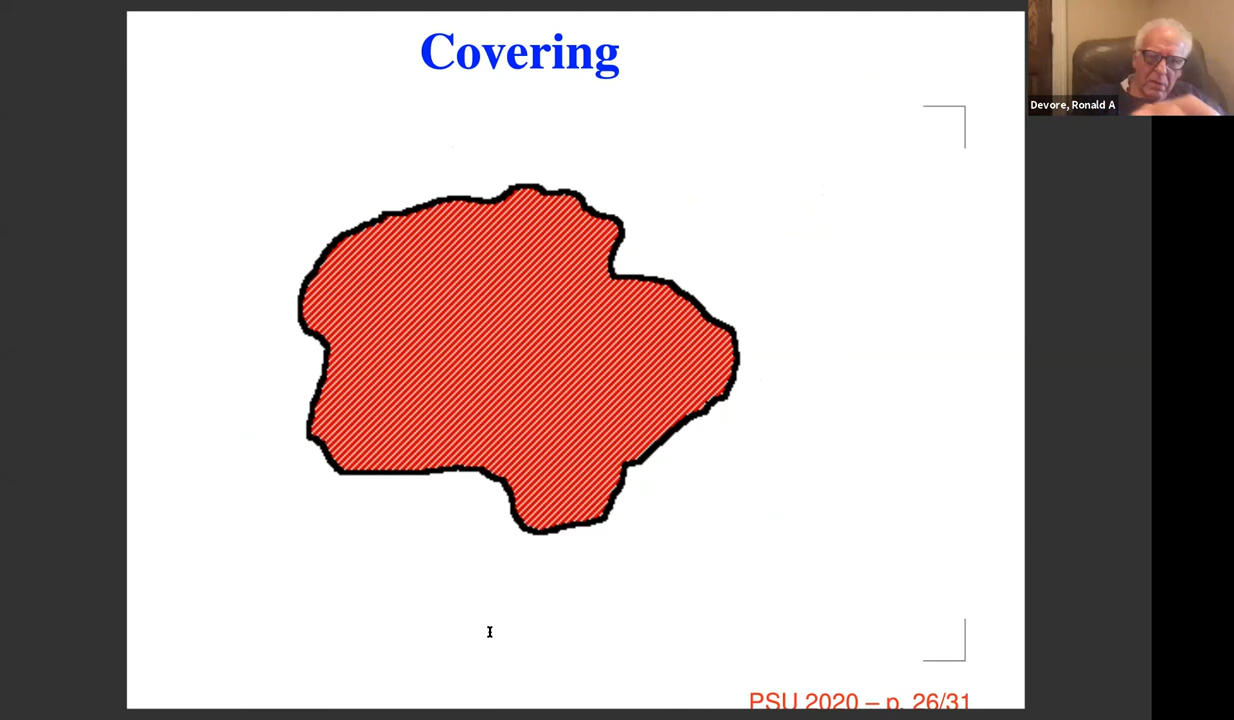 Covering
Devore, Ronald A
PSU 2020 – p. 26/31